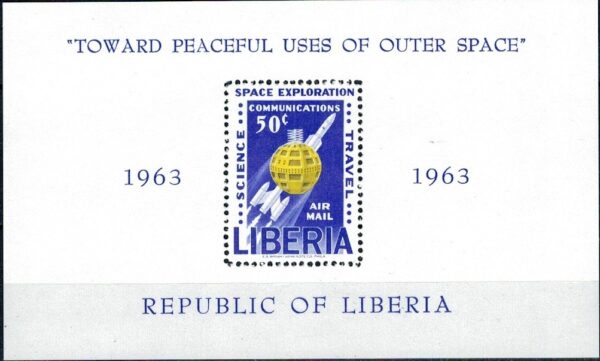 "TOWARD PEACEFUL USES OF OUTER SPACE"
SPACE EXPLORATION
COMMUNICATIONS
50¢
SCIENCE
TRAVEL
1963
1963
AIR
MAIL
LIBERIA
REPUBLIC OF LIBERIA